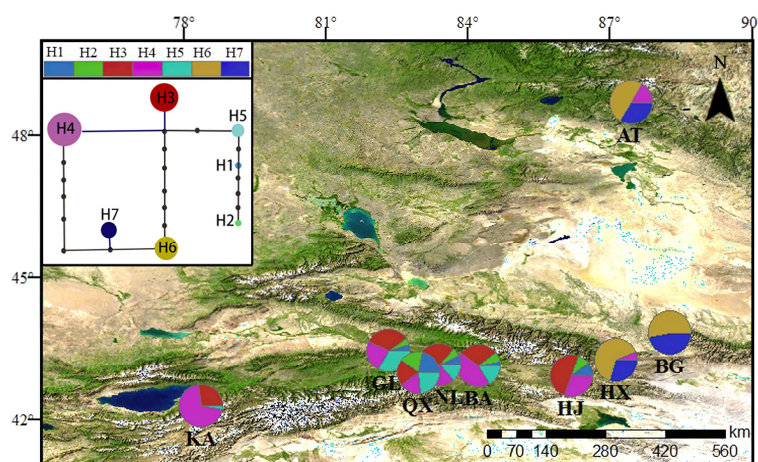 78° 81° 84° 87° 90
H1 H2 H3 H4 H5 H6 H7
N
H3
H4 H5
48°
AT
H1
H7 H2
H6
45°
BG
GL
QX NL BA HX
HJ
42°
KA
km
0 70 140 280 420 560